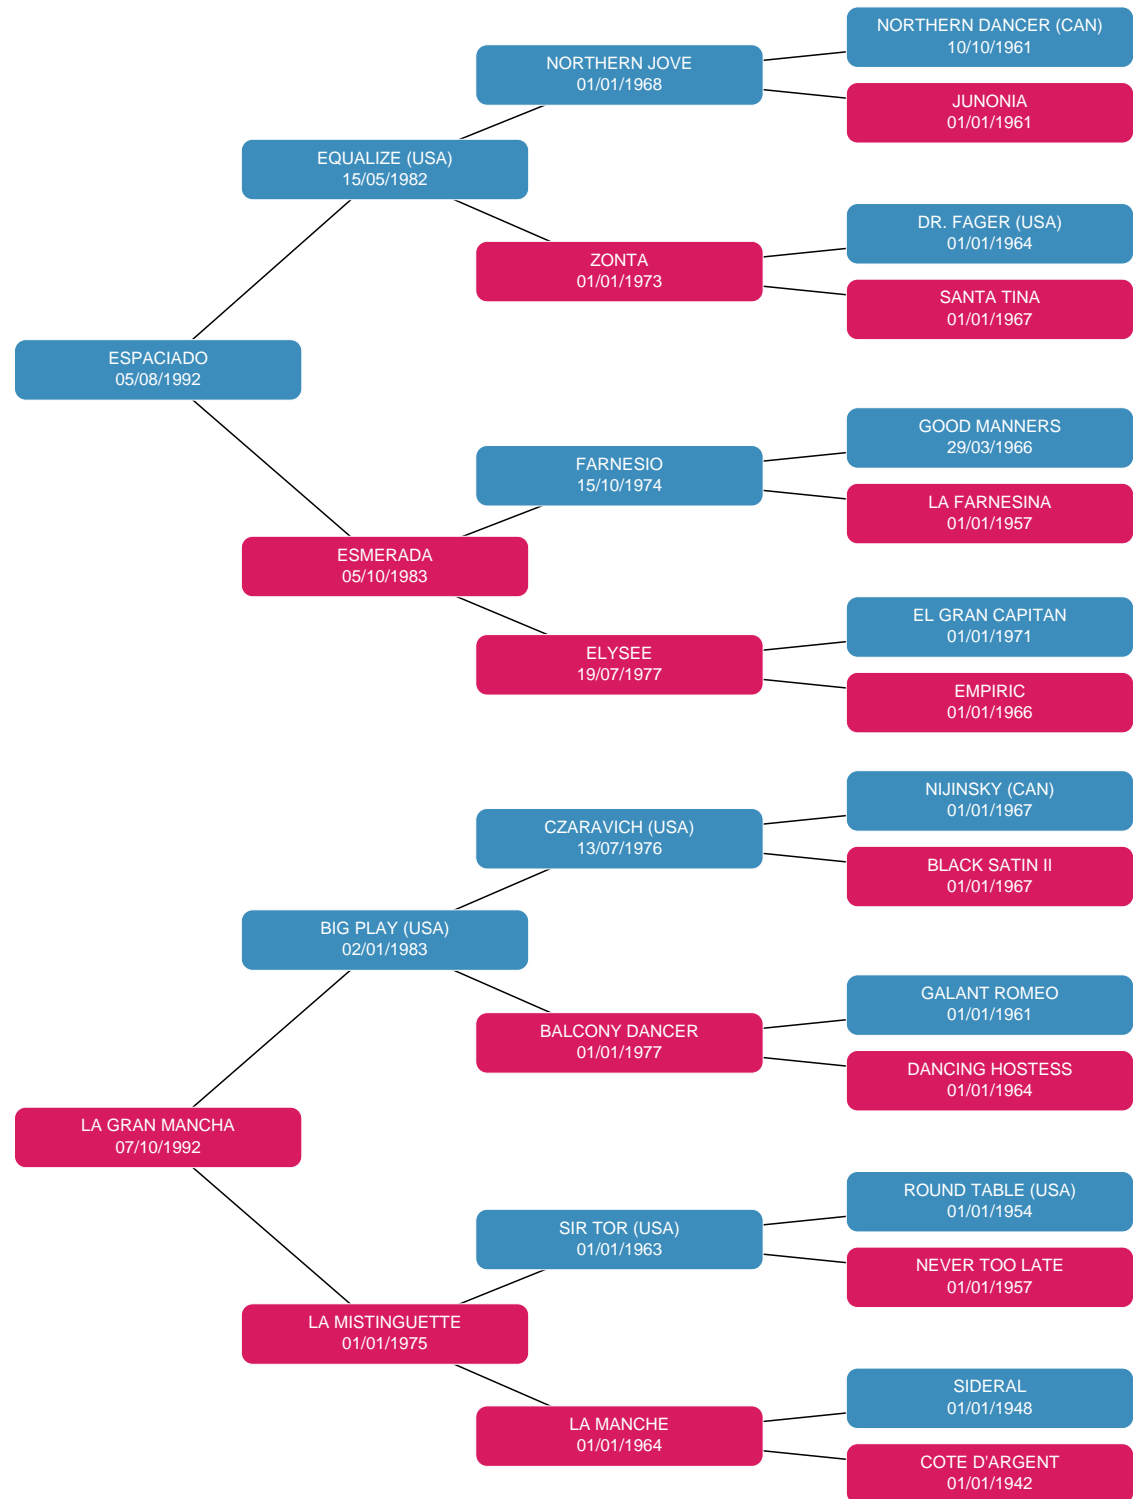 NORTHERN DANCER (CAN)
10/10/1961
NORTHERN JOVE
01/01/1968
JUNONIA
01/01/1961
EQUALIZE (USA)
15/05/1982
DR. FAGER (USA)
01/01/1964
ZONTA
01/01/1973
SANTA TINA
01/01/1967
ESPACIADO
05/08/1992
GOOD MANNERS
29/03/1966
FARNESIO
15/10/1974
LA FARNESINA
01/01/1957
ESMERADA
05/10/1983
EL GRAN CAPITAN
01/01/1971
ELYSEE
19/07/1977
EMPIRIC
01/01/1966
NIJINSKY (CAN)
01/01/1967
CZARAVICH (USA)
13/07/1976
BLACK SATIN II
01/01/1967
BIG PLAY (USA)
02/01/1983
GALANT ROMEO
01/01/1961
BALCONY DANCER
01/01/1977
DANCING HOSTESS
01/01/1964
LA GRAN MANCHA
07/10/1992
ROUND TABLE (USA)
01/01/1954
SIR TOR (USA)
01/01/1963
NEVER TOO LATE
01/01/1957
LA MISTINGUETTE
01/01/1975
SIDERAL
01/01/1948
LA MANCHE
01/01/1964
COTE D'ARGENT
01/01/1942